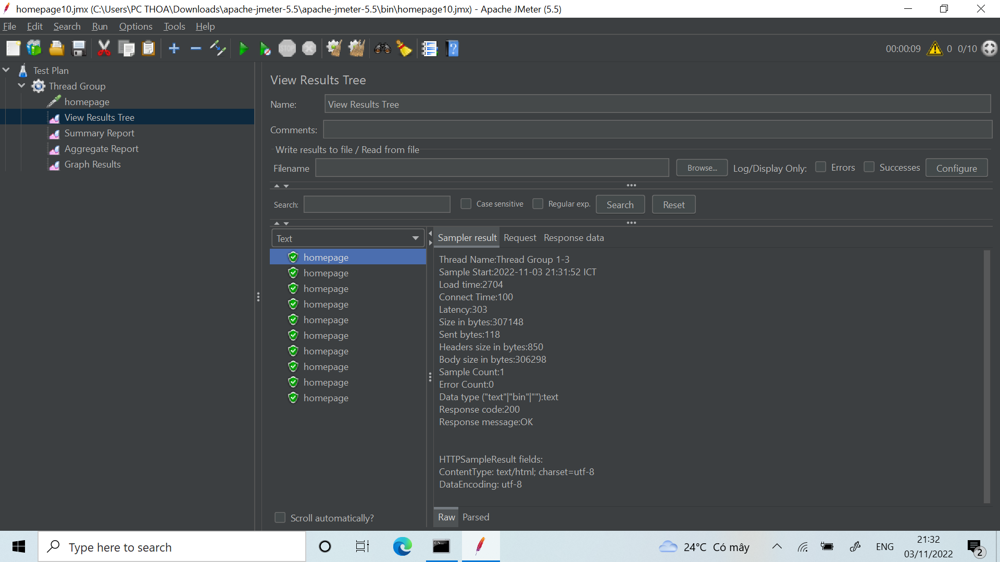 homepage10.jmx (C:\Users\PC THOA\Downloads\apache-jmeter-5.5\apache-jmeter-5.5\bin\homepage10.jmx) - Apache JMeter (5.5)
File Edit Search Run Options Tools Help
STOP
00:00:09 0 0/10
Test Plan
Thread Group
homepage
View Results Tree
Summary Report
Aggregate Report
Graph Results
View Results Tree
Name: View Results Tree
Comments:
Write results to file / Read from file
Filename Browse... Log/Display Only: Errors Successes Configure
Search: Case sensitive Regular exp. Search Reset
Text
homepage
homepage
homepage
homepage
homepage
homepage
homepage
homepage
homepage
homepage
Scroll automatically?
Sampler result Request Response data
Thread Name:Thread Group 1-3
Sample Start:2022-11-03 21:31:52 ICT
Load time:2704
Connect Time:100
Latency:303
Size in bytes:307148
Sent bytes:118
Headers size in bytes:850
Body size in bytes:306298
Sample Count:1
Error Count:0
Data type ("text"|"bin"|""):text
Response code:200
Response message:OK
HTTPSampleResult fields:
ContentType: text/html; charset=utf-8
DataEncoding: utf-8
Raw Parsed
Type here to search
24°C Có mây
ENG
21:32
03/11/2022
2